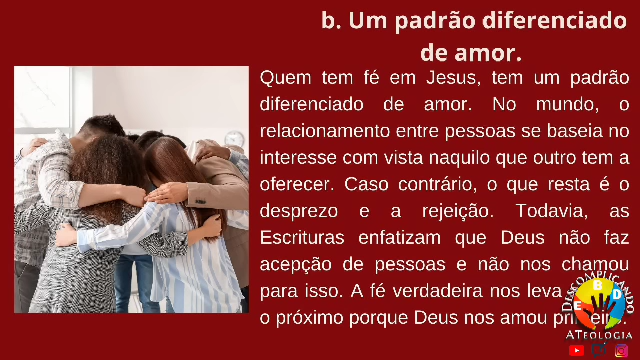 b. Um padrão diferenciado
de amor.
Quem tem fé em Jesus, tem um padrão
diferenciado de amor. No mundo, o
relacionamento entre pessoas se baseia no
interesse com vista naquilo que outro tem a
oferecer. Caso contrário, o que resta é o
desprezo e a rejeição. Todavia, as
Escrituras enfatizam que Deus não faz
acepção de pessoas e não nos chamou
para isso. A fé verdadeira nos leva
o próximo porque Deus nos amou
DESCOMPLICANDO
EBD
A TEOLOGIA